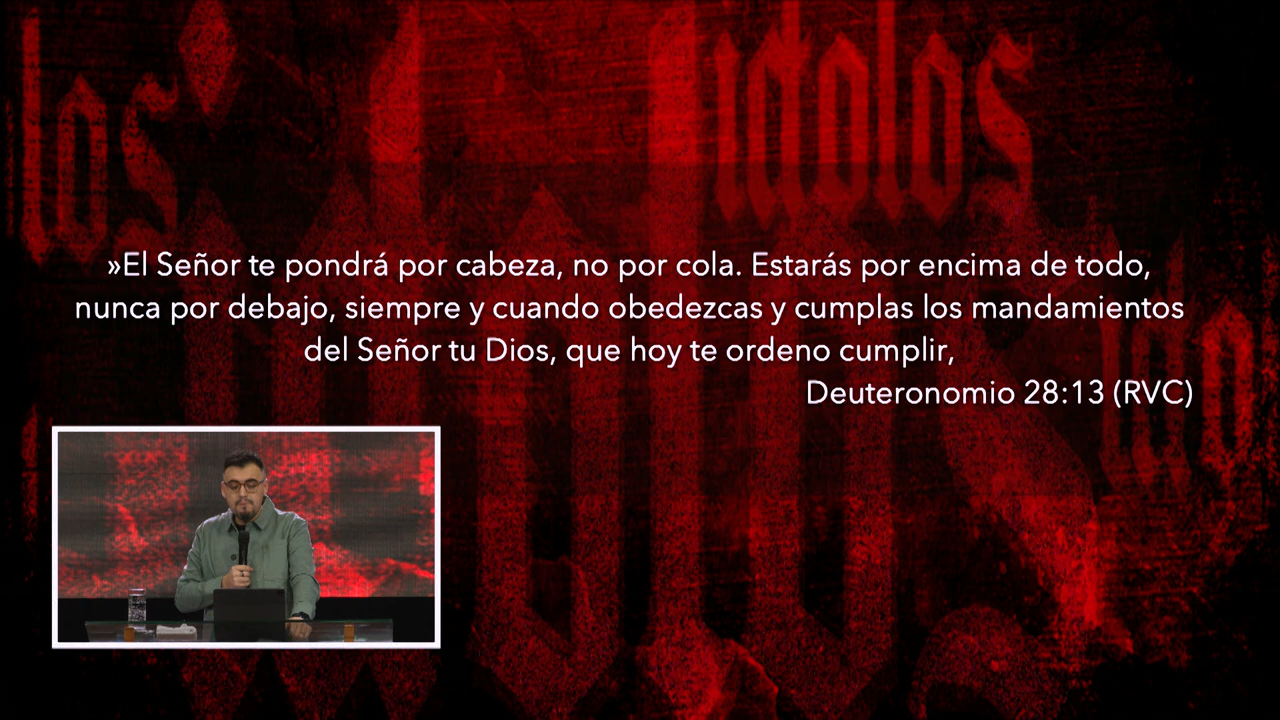 los
idolos
»El Señor te pondrá por cabeza, no por cola. Estarás por encima de todo,
nunca por debajo, siempre y cuando obedezcas y cumplas los mandamientos
del Señor tu Dios, que hoy te ordeno cumplir,
Deuteronomio 28:13 (RVC)